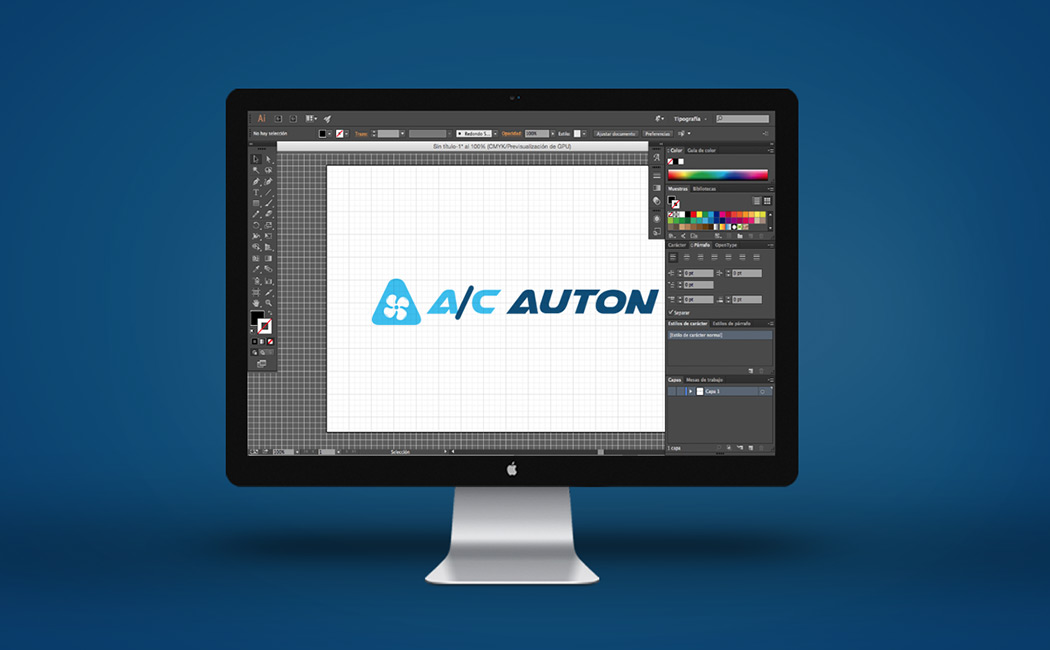 Ai
Tipografía
No hay selección
Trazo:
Redondo S...
Opacidad:
100%
Estilo:
Ajustar documento
Preferencias
Sin título-1* al 100% (CMYK/Previsualización de GPU)
Color
Guía de color
Muestras
Bibliotecas
Carácter
Párrafo
OpenType
0 pt
0 pt
0 pt
0 pt
0 pt
Separar
Estilos de carácter
Estilos de párrafo
[Estilo de carácter normal]
Capas
Mesas de trabajo
Capa 1
1 capa
A/C AUTON
100%
1
Selección